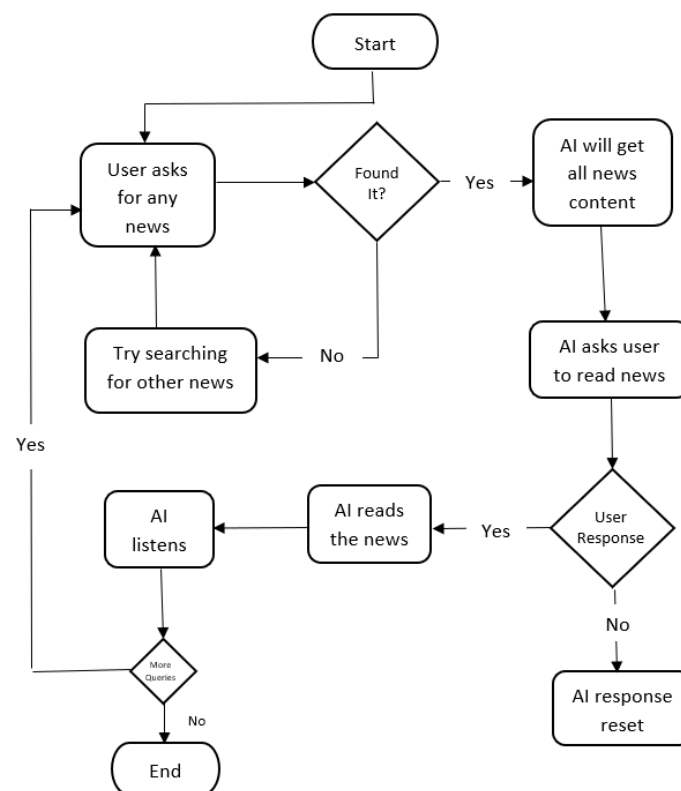 Start
User asks
for any
news
Found
It?
Yes
AI will get
all news
content
No
Try searching
for other news
AI asks user
to read news
Yes
User
Response
Yes
AI reads
the news
AI
listens
No
More
Queries
AI response
reset
No
End